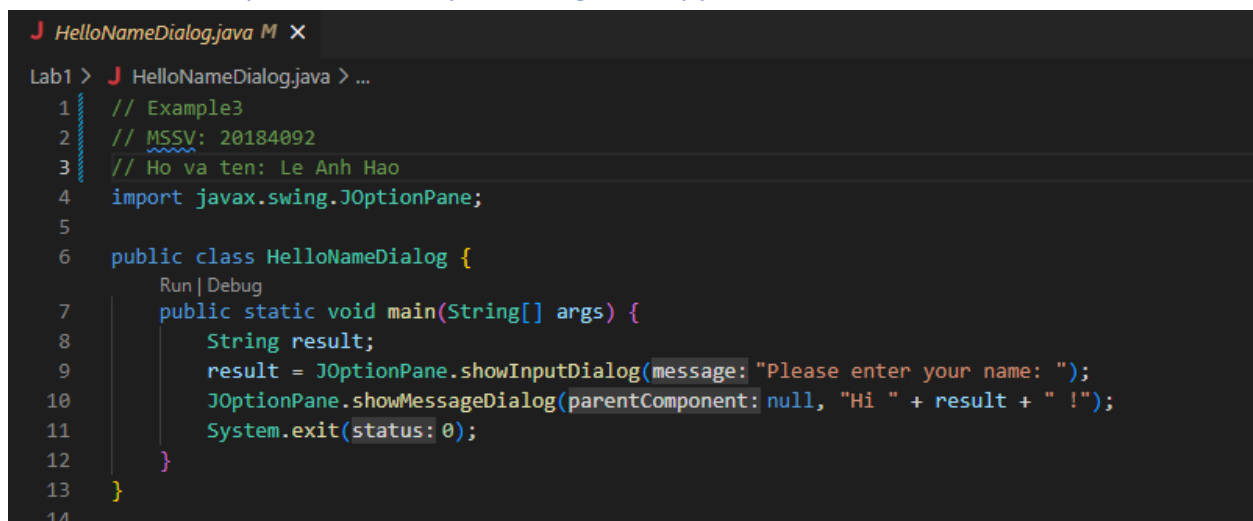 J HelloNameDialog.java M ×
Lab1 > J HelloNameDialog.java > ...
1 // Example3
2 // MSSV: 20184092
3 // Ho va ten: Le Anh Hao
4 import javax.swing.JOptionPane;
5
6 public class HelloNameDialog {
Run | Debug
7 public static void main(String[] args) {
8 String result;
9 result = JOptionPane.showInputDialog(message: "Please enter your name: ");
10 JOptionPane.showMessageDialog(parentComponent: null, "Hi " + result + " !");
11 System.exit(status: 0);
12 }
13 }
14